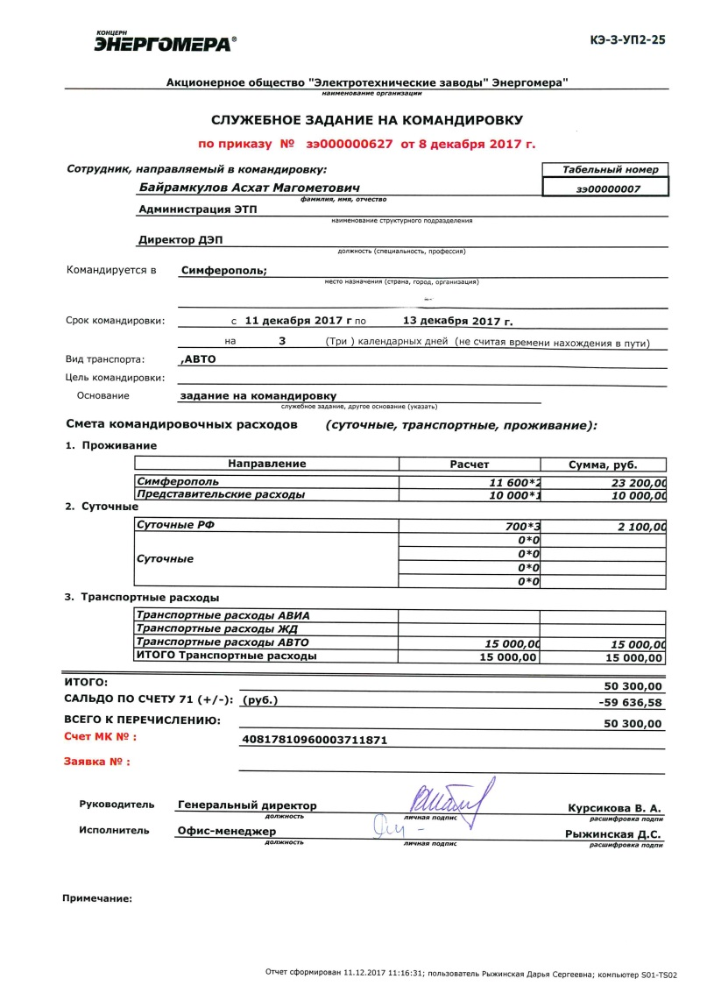 КОНЦЕРН
ЭНЕРГОМЕРА®
КЭ-3-УП2-25
Акционерное общество "Электротехнические заводы" Энергомера"
наименование организации
СЛУЖЕБНОЕ ЗАДАНИЕ НА КОМАНДИРОВКУ
по приказу № зэ000000627 от 8 декабря 2017 г.
Сотрудник, направляемый в командировку:
Табельный номер
Байрамкулов Асхат Магометович
зэ00000007
фамилия, имя, отчество
Администрация ЭТП
наименование структурного подразделения
Директор ДЭП
должность (специальность, профессия)
Командируется в Симферополь;
место назначения (страна, город, организация)
Срок командировки: с 11 декабря 2017 г по 13 декабря 2017 г.
на 3 (Три ) календарных дней (не считая времени нахождения в пути)
Вид транспорта: ,АВТО
Цель командировки:
Основание задание на командировку
служебное задание, другое основание (указать)
Смета командировочных расходов (суточные, транспортные, проживание):
1. Проживание
Направление Расчет Сумма, руб.
Симферополь 11 600*2 23 200,00
Представительские расходы 10 000*1 10 000,00
2. Суточные
Суточные РФ 700*3 2 100,00
0*0
Суточные 0*0
0*0
0*0
3. Транспортные расходы
Транспортные расходы АВИА
Транспортные расходы ЖД
Транспортные расходы АВТО 15 000,00 15 000,00
ИТОГО Транспортные расходы 15 000,00 15 000,00
ИТОГО: 50 300,00
САЛЬДО ПО СЧЕТУ 71 (+/-): (руб.) -59 636,58
ВСЕГО К ПЕРЕЧИСЛЕНИЮ: 50 300,00
Счет МК № : 40817810960003711871
Заявка № :
Руководитель Генеральный директор Курсикова В. А.
должность личная подпис расшифровка подпи
Исполнитель Офис-менеджер Рыжинская Д.С.
должность личная подпис расшифровка подпи
Примечание:
Отчет сформирован 11.12.2017 11:16:31; пользователь Рыжинская Дарья Сергеевна; компьютер S01-TS02